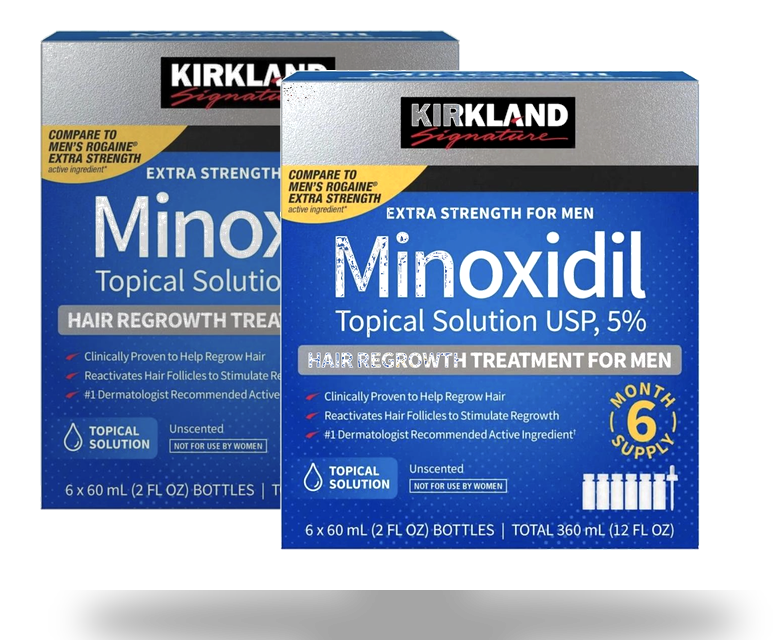 KIRKLAND
Signature
COMPARE TO
MEN'S ROGAINE®
EXTRA STRENGTH
active ingredient*
EXTRA STRENGTH
Minox
Topical Solutio
HAIR REGROWTH TREAT
Clinically Proven to Help Regrow Hair
Reactivates Hair Follicles to Stimulate Re
#1 Dermatologist Recommended Active
TOPICAL
SOLUTION
Unscented
NOT FOR USE BY WOMEN
6 x 60 mL (2 FL OZ) BOTTLES | T
Minoxidil
KIRKLAND
Signature
COMPARE TO
MEN'S ROGAINE®
EXTRA STRENGTH
active ingredient*
EXTRA STRENGTH FOR MEN
Minoxidil
Topical Solution USP, 5%
HAIR REGROWTH TREATMENT FOR MEN
Clinically Proven to Help Regrow Hair
Reactivates Hair Follicles to Stimulate Regrowth
#1 Dermatologist Recommended Active Ingredient†
MONTH
6
SUPPLY
TOPICAL
SOLUTION
Unscented
NOT FOR USE BY WOMEN
6 x 60 mL (2 FL OZ) BOTTLES | TOTAL 360 mL (12 FL OZ)